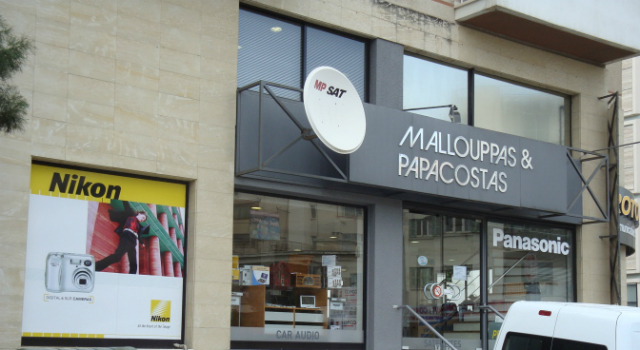 MP SAT
MALLOUPPAS &
PAPACOSTAS
Nikon
Panasonic
Nikon
CAR AUDIO